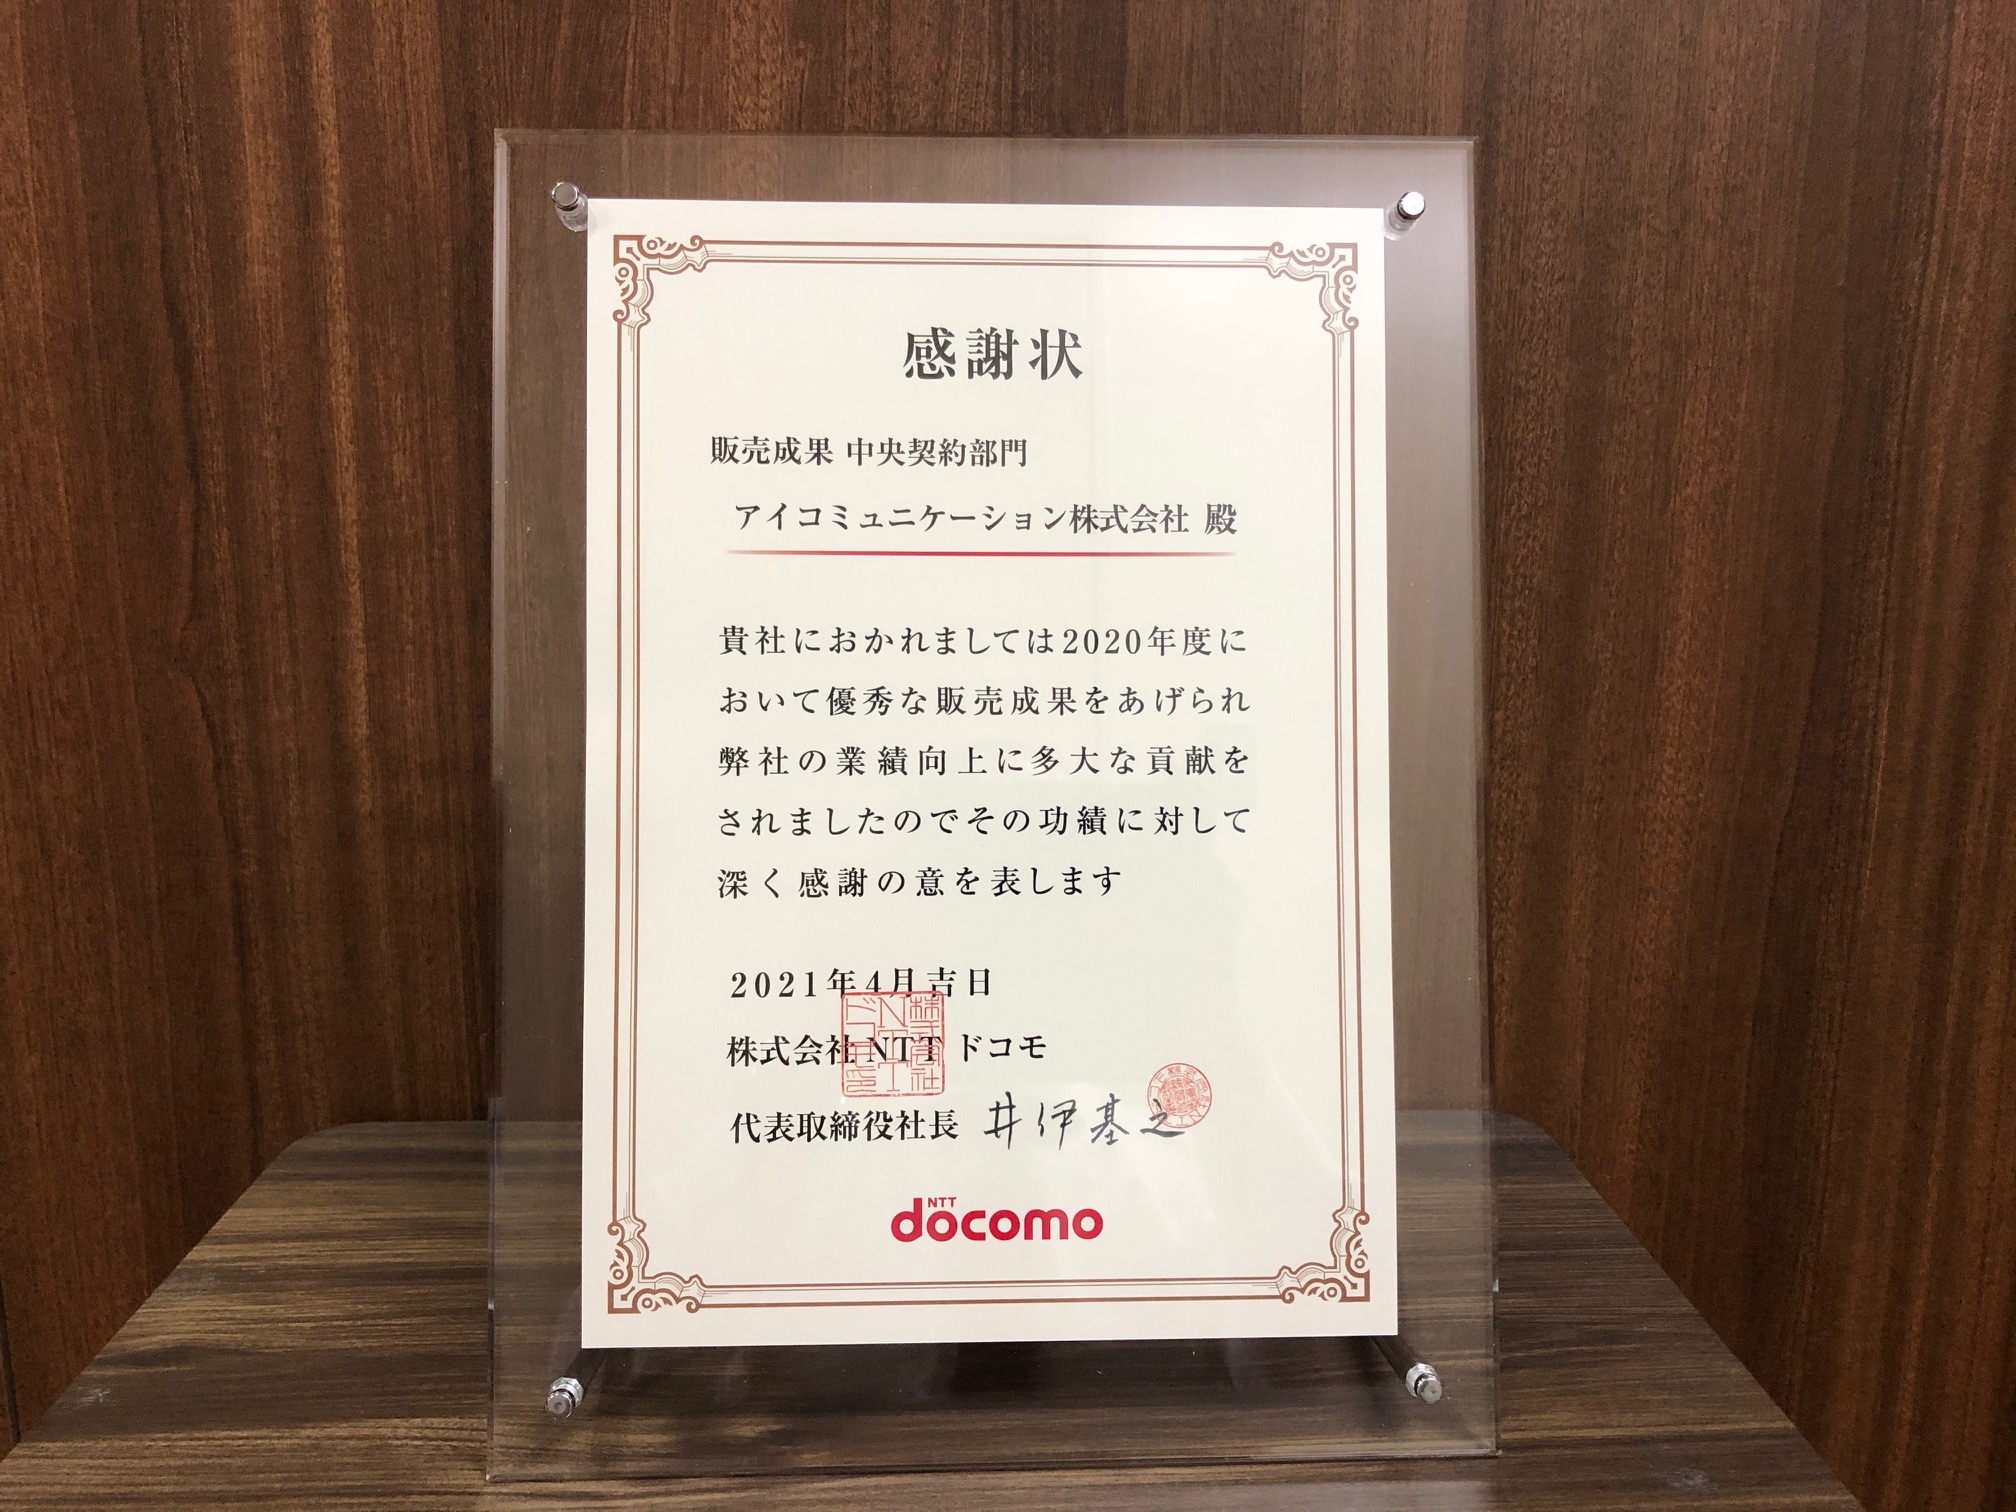 感謝状
販売成果 中央契約部門
アイコミュニケーション株式会社 殿
貴社におかれましては2020年度に
おいて優秀な販売成果をあげられ
弊社の業績向上に多大な貢献を
されましたのでその功績に対して
深く感謝の意を表します
2021年4月吉日
株式会社NTTドコモ
代表取締役社長 井伊基之
NTT
docomo